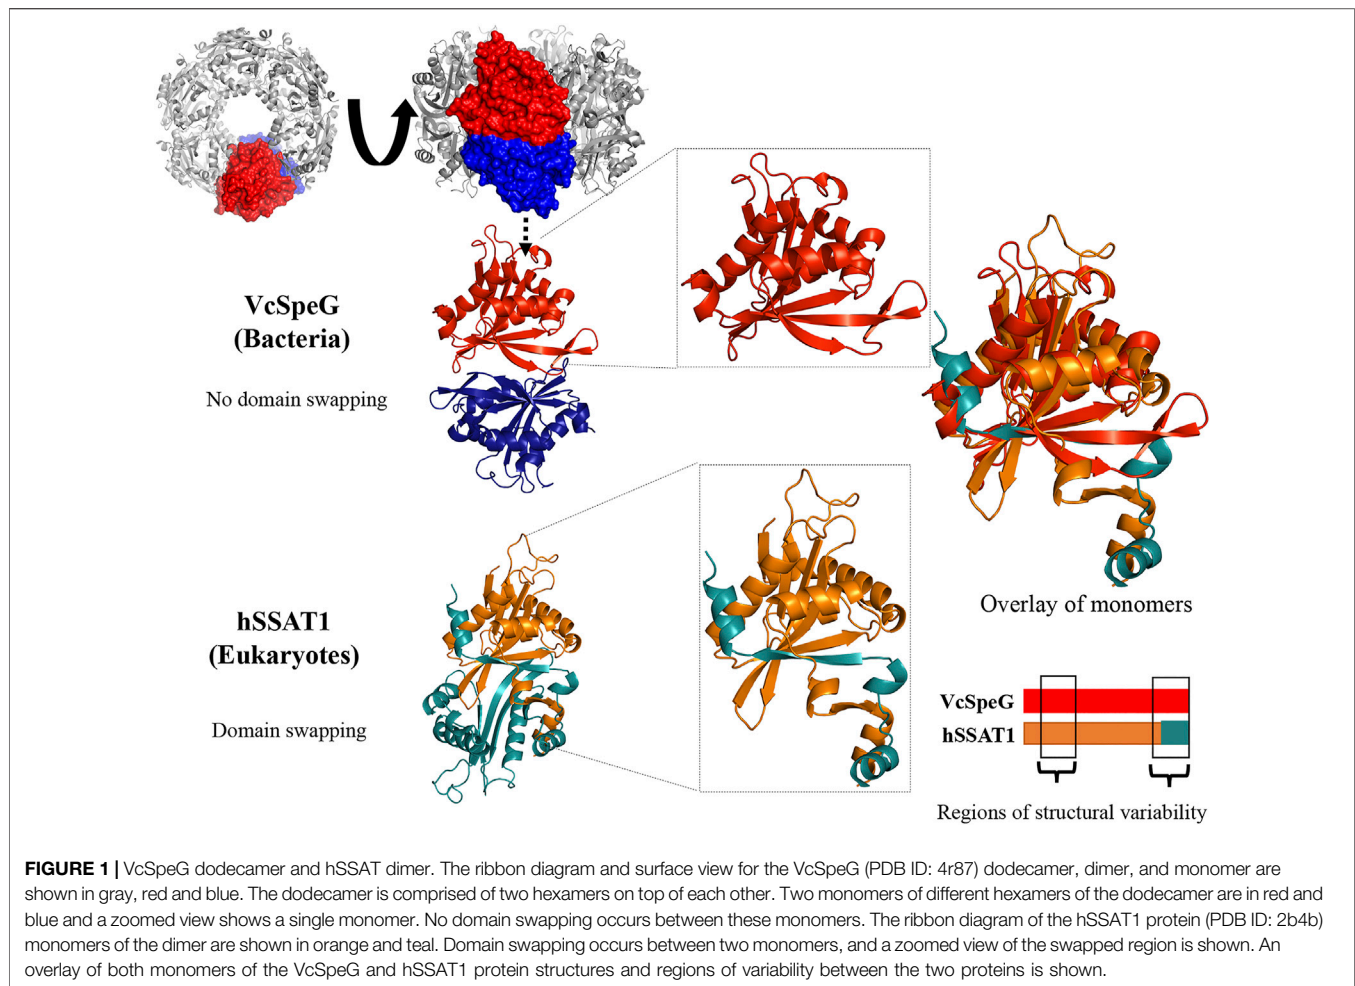 VcSpeG
(Bacteria)
No domain swapping
hSSAT1
(Eukaryotes)
Domain swapping
Overlay of monomers
VcSpeG
hSSAT1
Regions of structural variability
FIGURE 1 | VcSpeG dodecamer and hSSAT dimer. The ribbon diagram and surface view for the VcSpeG (PDB ID: 4r87) dodecamer, dimer, and monomer are
shown in gray, red and blue. The dodecamer is comprised of two hexamers on top of each other. Two monomers of different hexamers of the dodecamer are in red and
blue and a zoomed view shows a single monomer. No domain swapping occurs between these monomers. The ribbon diagram of the hSSAT1 protein (PDB ID: 2b4b)
monomers of the dimer are shown in orange and teal. Domain swapping occurs between two monomers, and a zoomed view of the swapped region is shown. An
overlay of both monomers of the VcSpeG and hSSAT1 protein structures and regions of variability between the two proteins is shown.